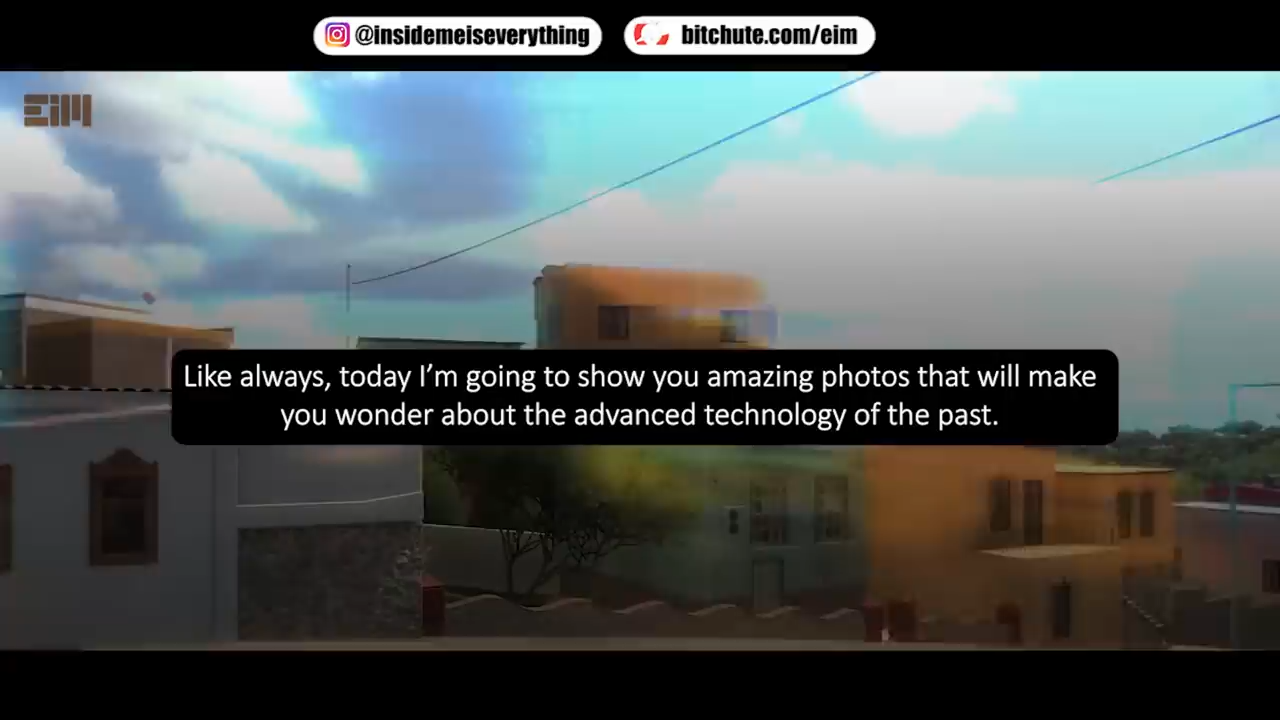 @insidemeiseverything
bitchute.com/eim
EiM
Like always, today I'm going to show you amazing photos that will make
you wonder about the advanced technology of the past.